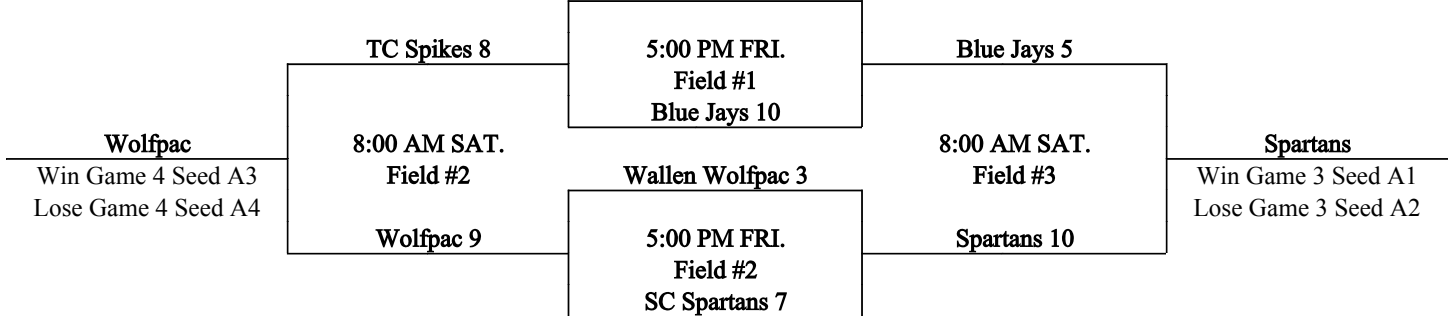 TC Spikes 8
5:00 PM FRI.
Blue Jays 5
Field #1
Blue Jays 10
Wolfpac
8:00 AM SAT.
8:00 AM SAT.
Spartans
Win Game 4 Seed A3
Field #2
Wallen Wolfpac 3
Field #3
Win Game 3 Seed A1
Lose Game 4 Seed A4
Lose Game 3 Seed A2
Wolfpac 9
5:00 PM FRI.
Spartans 10
Field #2
SC Spartans 7